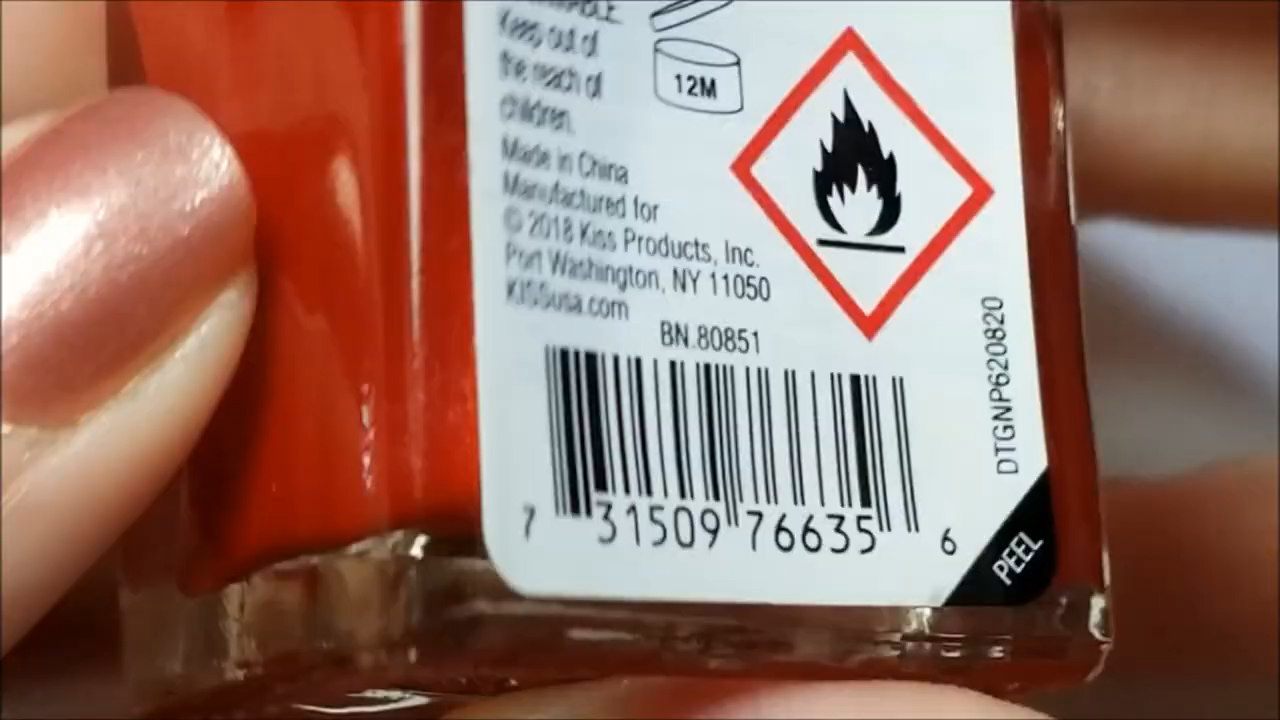 Keep out of
the reach of
children.
12M
Made in China
Manufactured for
© 2018 Kiss Products, Inc.
Port Washington, NY 11050
KISSusa.com
BN.80851
7 31509 76635 6
DTGNP620820
PEEL